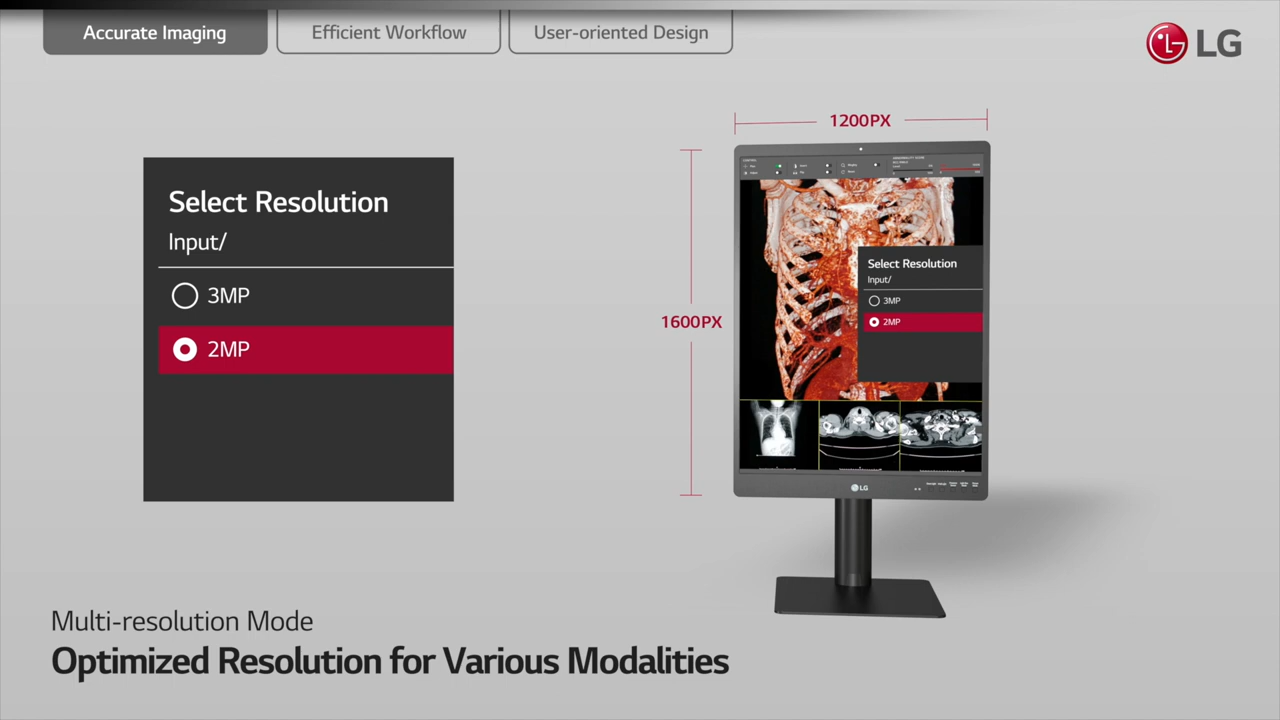 Accurate Imaging
Efficient Workflow
User-oriented Design
LG
1200PX
Select Resolution
Input/
3MP
2MP
1600PX
Select Resolution
Input/
3MP
2MP
LG
Multi-resolution Mode
Optimized Resolution for Various Modalities